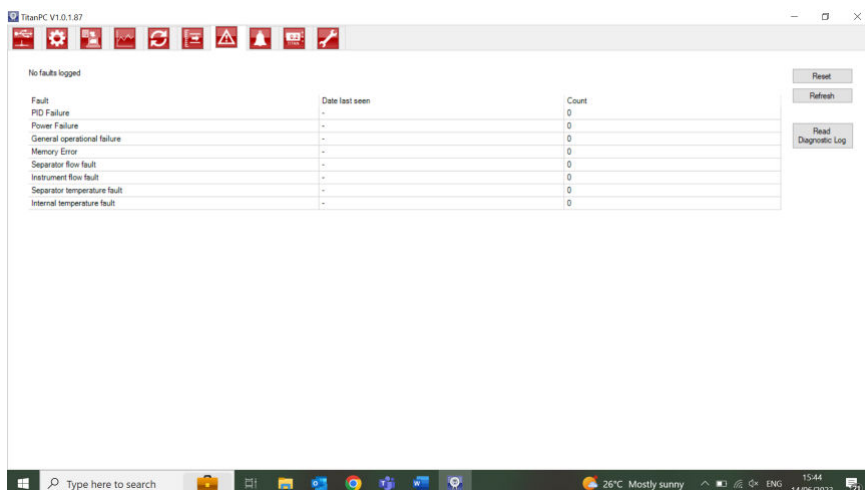 TitanPC V1.0.1.87
No faults logged
Reset
Refresh
Read
Diagnostic Log
Fault Date last seen Count
PID Failure - 0
Power Failure - 0
General operational failure - 0
Memory Error - 0
Separator flow fault - 0
Instrument flow fault - 0
Separator temperature fault - 0
Internal temperature fault - 0
Type here to search
26°C Mostly sunny
ENG
15:44